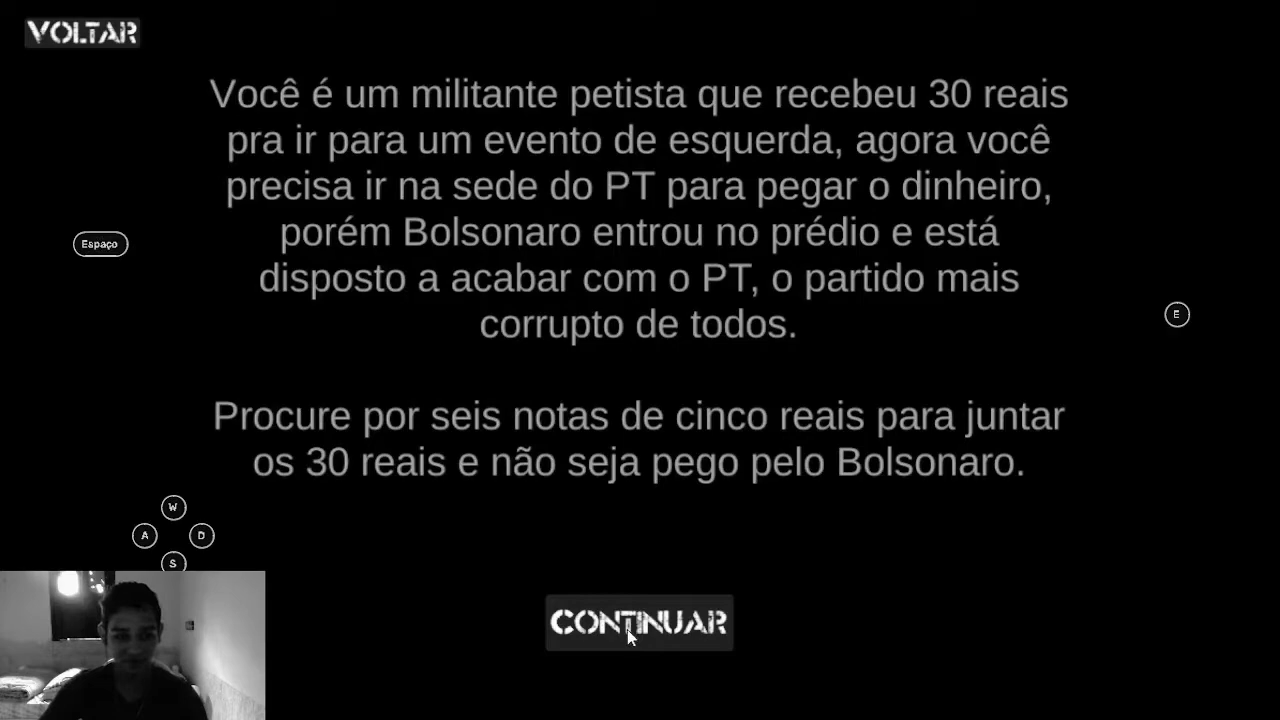 VOLTAR
Você é um militante petista que recebeu 30 reais
pra ir para um evento de esquerda, agora você
precisa ir na sede do PT para pegar o dinheiro,
porém Bolsonaro entrou no prédio e está
disposto a acabar com o PT, o partido mais
corrupto de todos.
Espaço
E
Procure por seis notas de cinco reais para juntar
os 30 reais e não seja pego pelo Bolsonaro.
W
A D
S
CONTINUAR